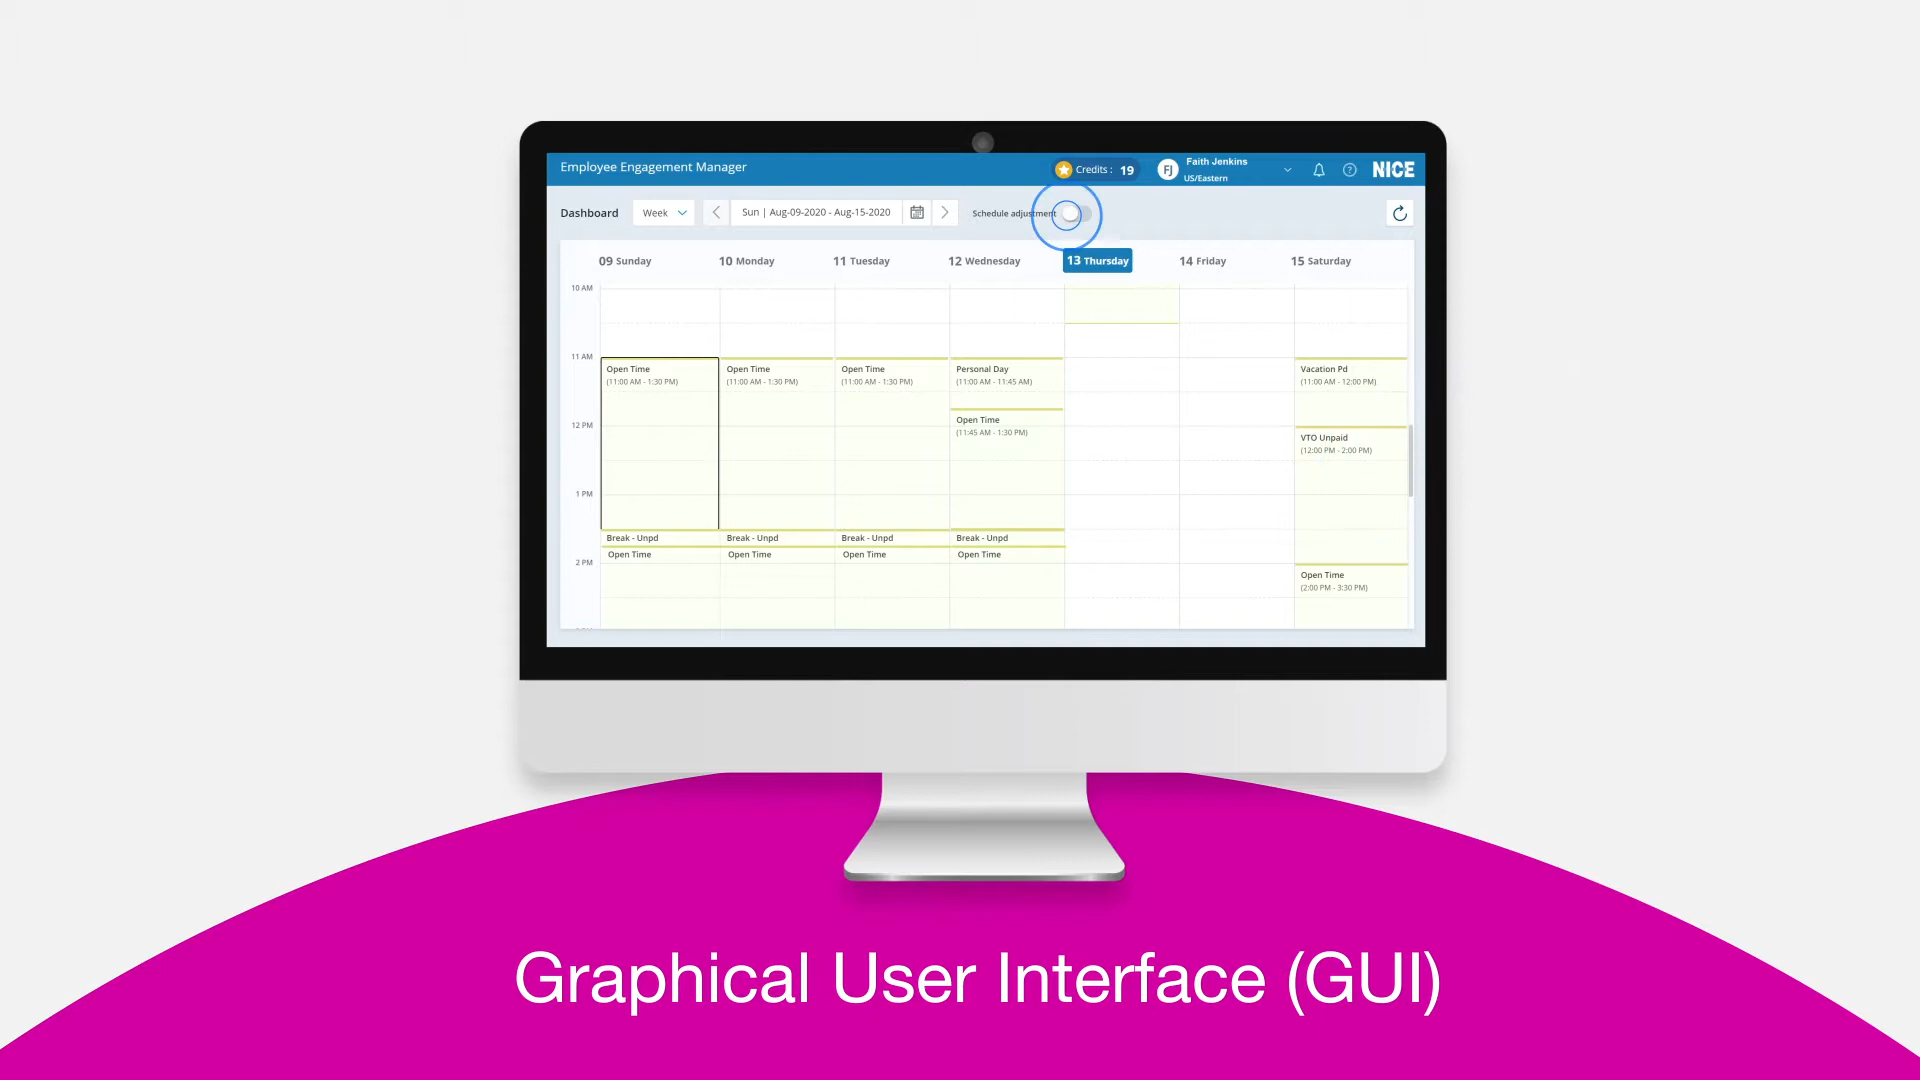 Employee Engagement Manager
Credits : 19
FJ
Faith Jenkins
US/Eastern
?
NICE
Dashboard
Week
Sun | Aug-09-2020 - Aug-15-2020
Schedule adjustment
09 Sunday
10 Monday
11 Tuesday
12 Wednesday
13 Thursday
14 Friday
15 Saturday
10 AM
11 AM
Open Time
(11:00 AM - 1:30 PM)
Open Time
(11:00 AM - 1:30 PM)
Open Time
(11:00 AM - 1:30 PM)
Personal Day
(11:00 AM - 11:45 AM)
Vacation Pd
(11:00 AM - 12:00 PM)
Open Time
(11:45 AM - 1:30 PM)
12 PM
VTO Unpaid
(12:00 PM - 2:00 PM)
1 PM
Break - Unpd
Break - Unpd
Break - Unpd
Break - Unpd
Open Time
Open Time
Open Time
Open Time
2 PM
Open Time
(2:00 PM - 3:30 PM)
Graphical User Interface (GUI)